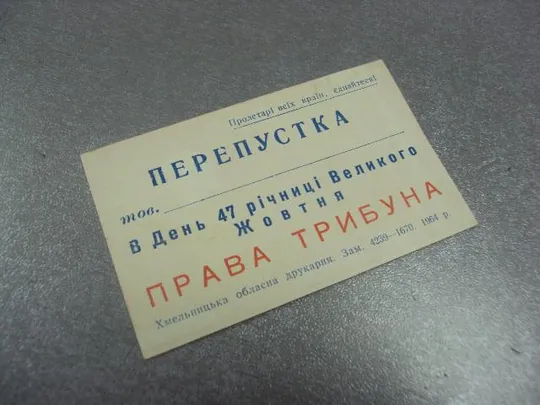 Пролетарі всіх країн, єднайтеся!
ПЕРЕПУСТКА
тов.
В День 47 річниці Великого
Жовтня
ПРАВА ТРИБУНА
Хмельницька обласна друкарня. Зам. 4239—1670. 1964 р.